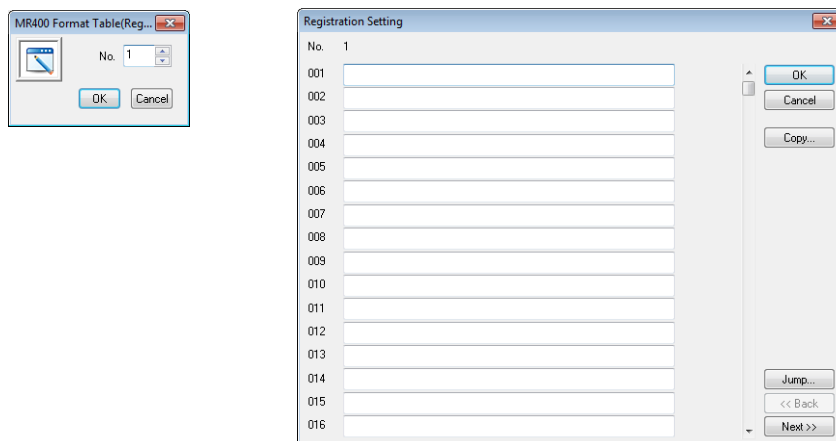 MR400 Format Table(Reg...
No. 1
OK Cancel
Registration Setting
No. 1
001
002
003
004
005
006
007
008
009
010
011
012
013
014
015
016
OK
Cancel
Copy...
Jump...
<< Back
Next >>